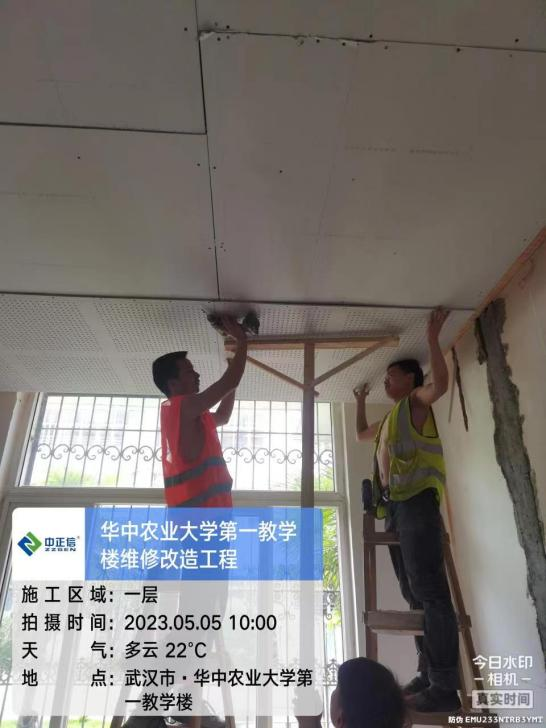 中正信®
ZZGEN
华中农业大学第一教学
楼维修改造工程
施工区域：一层
拍摄时间：2023.05.05 10:00
天气：多云 22℃
地点：武汉市·华中农业大学第
一教学楼
今日水印
相机
真实时间
防伪 EMU233NTRB3YMT